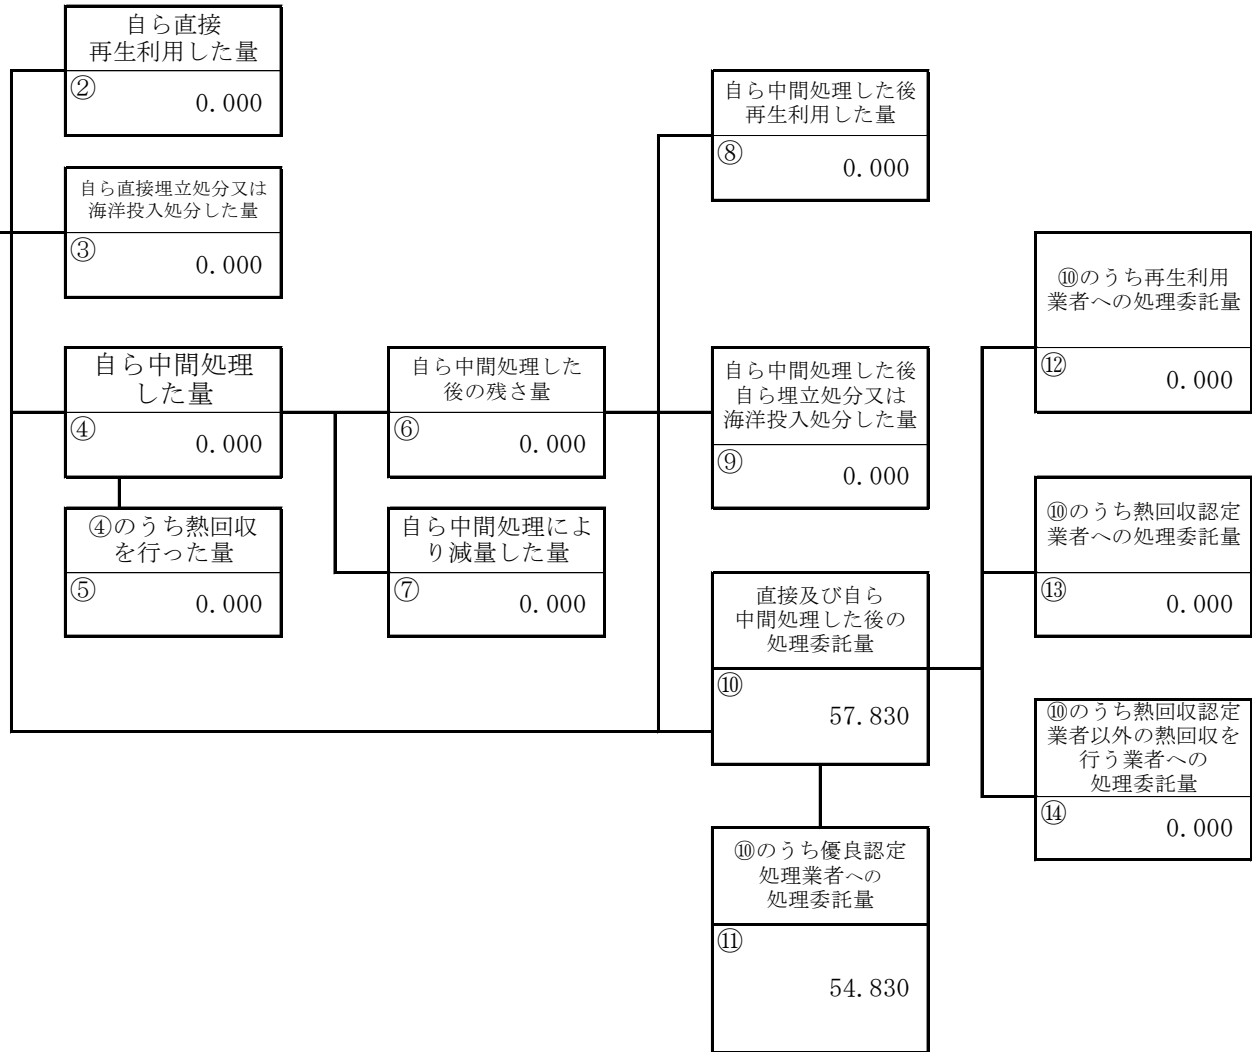 自ら直接
再生利用した量
②
0.000
自ら直接埋立処分又は
海洋投入処分した量
③
0.000
自ら中間処理
した量
④
0.000
④のうち熱回収
を行った量
⑤
0.000
自ら中間処理した
後の残さ量
⑥
0.000
自ら中間処理によ
り減量した量
⑦
0.000
自ら中間処理した後
再生利用した量
⑧
0.000
自ら中間処理した後
自ら埋立処分又は
海洋投入処分した量
⑨
0.000
直接及び自ら
中間処理した後の
処理委託量
⑩
57.830
⑩のうち優良認定
処理業者への
処理委託量
⑪
54.830
⑩のうち再生利用
業者への処理委託量
⑫
0.000
⑩のうち熱回収認定
業者への処理委託量
⑬
0.000
⑩のうち熱回収認定
業者以外の熱回収を
行う業者への
処理委託量
⑭
0.000